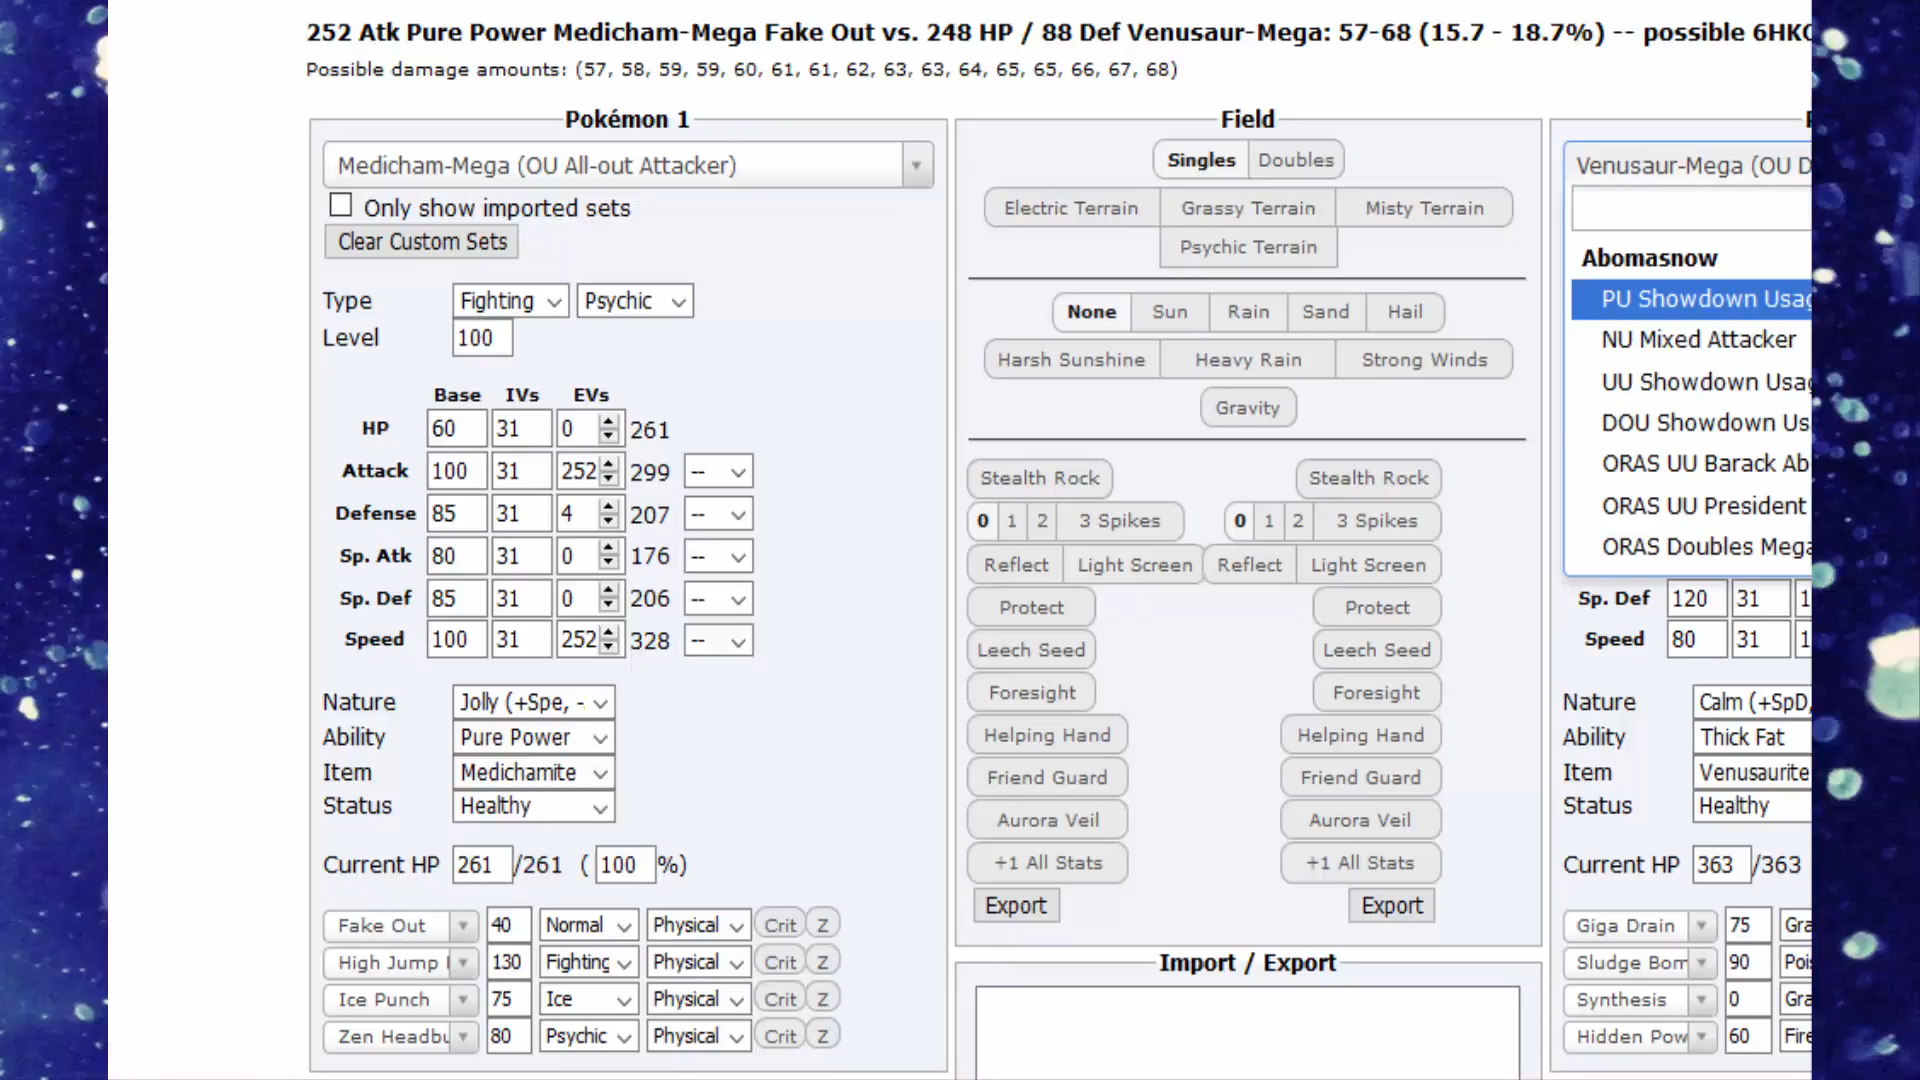 252 Atk Pure Power Medicham-Mega Fake Out vs. 248 HP / 88 Def Venusaur-Mega: 57-68 (15.7 - 18.7%) -- possible 6HKO
Possible damage amounts: (57, 58, 59, 59, 60, 61, 61, 62, 63, 63, 64, 65, 65, 66, 67, 68)
Pokémon 1
Medicham-Mega (OU All-out Attacker)
Only show imported sets
Clear Custom Sets
Type Fighting Psychic
Level 100
Base IVs EVs
HP 60 31 0 261
Attack 100 31 252 299 --
Defense 85 31 4 207 --
Sp. Atk 80 31 0 176 --
Sp. Def 85 31 0 206 --
Speed 100 31 252 328 --
Nature Jolly (+Spe, -
Ability Pure Power
Item Medichamite
Status Healthy
Current HP 261 /261 ( 100 %)
Fake Out 40 Normal Physical Crit Z
High Jump 130 Fighting Physical Crit Z
Ice Punch 75 Ice Physical Crit Z
Zen Headbu 80 Psychic Physical Crit Z
Field
Singles Doubles
Electric Terrain Grassy Terrain Misty Terrain
Psychic Terrain
None Sun Rain Sand Hail
Harsh Sunshine Heavy Rain Strong Winds
Gravity
Stealth Rock Stealth Rock
0 1 2 3 Spikes 0 1 2 3 Spikes
Reflect Light Screen Reflect Light Screen
Protect Protect
Leech Seed Leech Seed
Foresight Foresight
Helping Hand Helping Hand
Friend Guard Friend Guard
Aurora Veil Aurora Veil
+1 All Stats +1 All Stats
Export Export
Import / Export
Venusaur-Mega (OU D
Abomasnow
PU Showdown Usag
NU Mixed Attacker
UU Showdown Usag
DOU Showdown Us
ORAS UU Barack Ab
ORAS UU President
ORAS Doubles Mega
Sp. Def 120 31 1
Speed 80 31 1
Nature Calm (+SpD,
Ability Thick Fat
Item Venusaurite
Status Healthy
Current HP 363 /363
Giga Drain 75 Gra
Sludge Bom 90 Poi
Synthesis 0 Gra
Hidden Pow 60 Fire